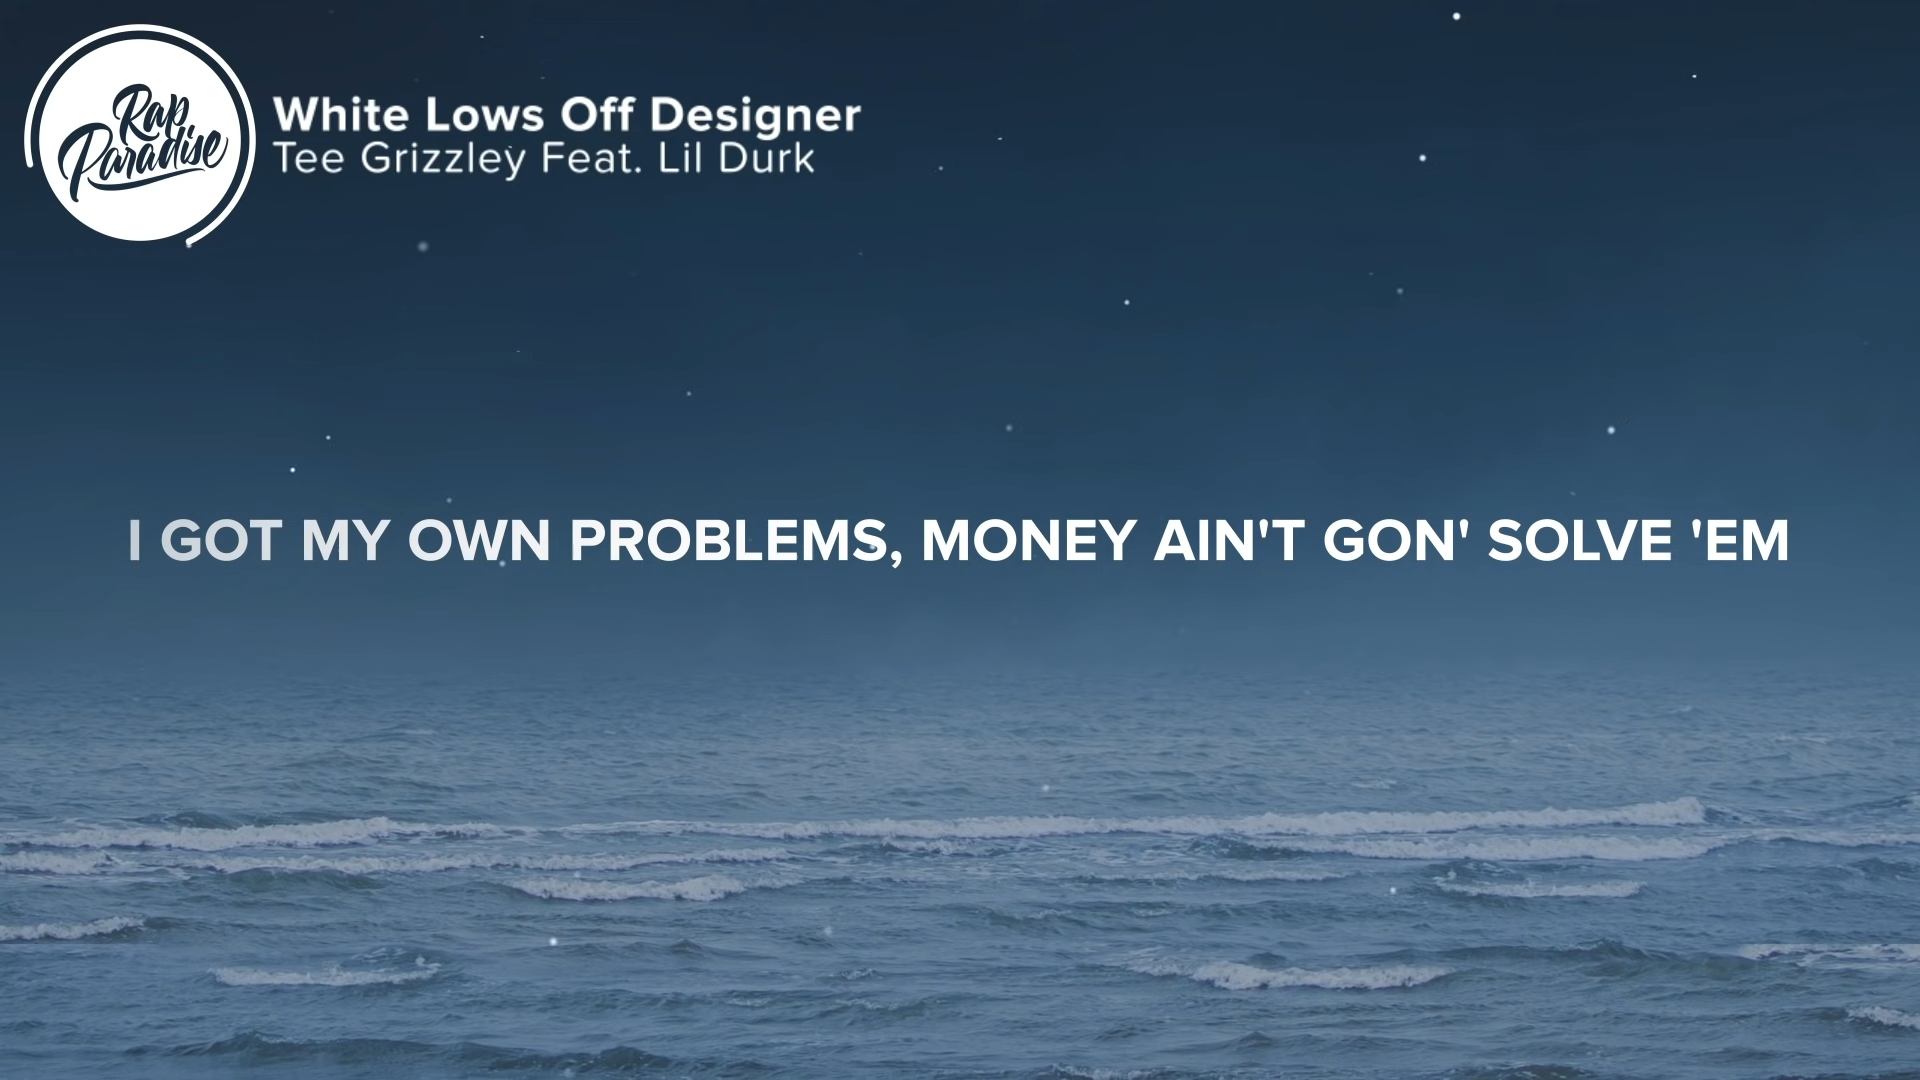 Rap
Paradise
White Lows Off Designer
Tee Grizzley Feat. Lil Durk
I GOT MY OWN PROBLEMS, MONEY AIN'T GON' SOLVE 'EM